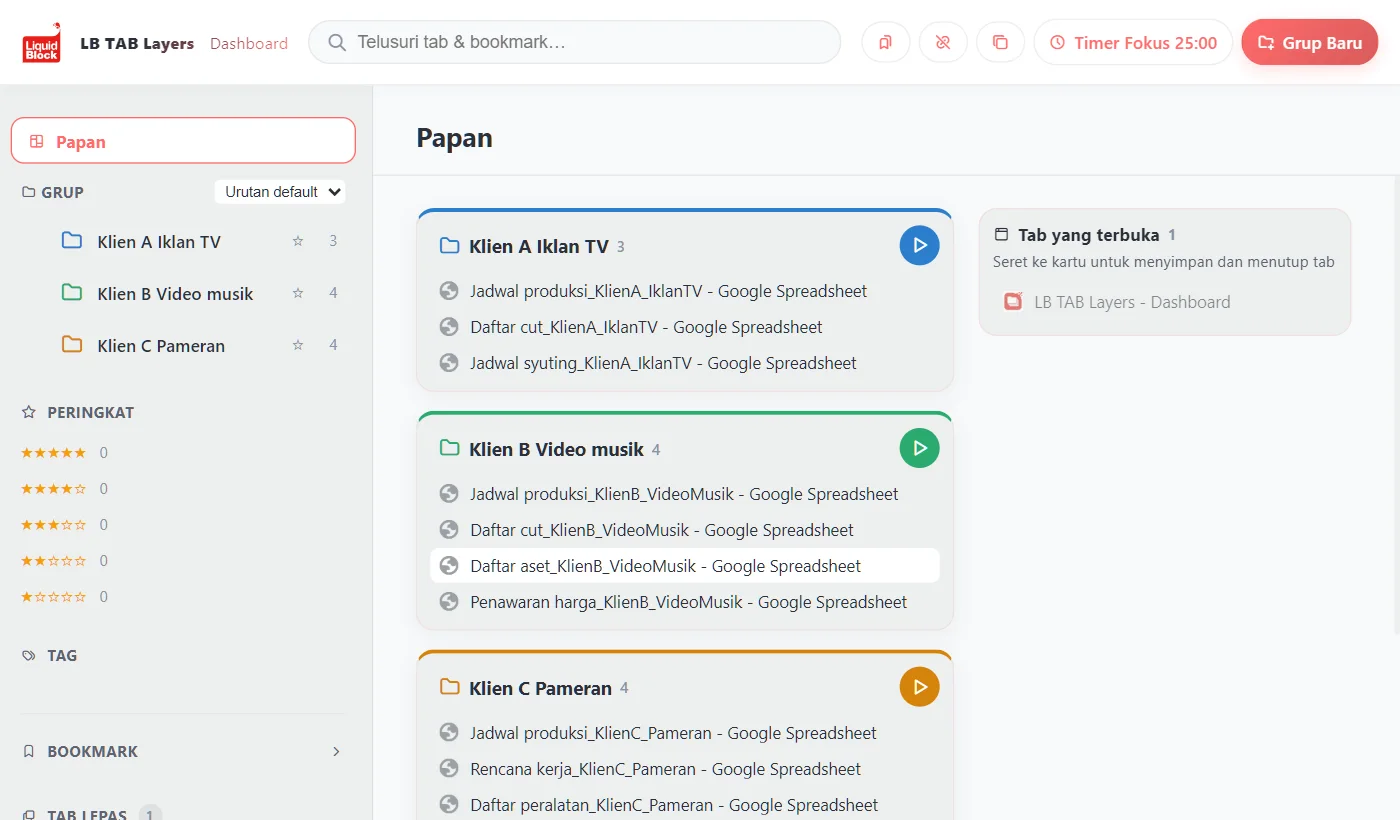 Liquid
Block
LB TAB Layers
Dashboard
Telusuri tab & bookmark…
Timer Fokus 25:00
Grup Baru
Papan
GRUP
Urutan default
Klien A Iklan TV 3
Klien B Video musik 4
Klien C Pameran 4
PERINGKAT
★★★★★ 0
★★★★☆ 0
★★★☆☆ 0
★★☆☆☆ 0
★☆☆☆☆ 0
TAG
BOOKMARK
TAB LEPAS 1
Papan
Klien A Iklan TV 3
Jadwal produksi_KlienA_IklanTV - Google Spreadsheet
Daftar cut_KlienA_IklanTV - Google Spreadsheet
Jadwal syuting_KlienA_IklanTV - Google Spreadsheet
Klien B Video musik 4
Jadwal produksi_KlienB_VideoMusik - Google Spreadsheet
Daftar cut_KlienB_VideoMusik - Google Spreadsheet
Daftar aset_KlienB_VideoMusik - Google Spreadsheet
Penawaran harga_KlienB_VideoMusik - Google Spreadsheet
Klien C Pameran 4
Jadwal produksi_KlienC_Pameran - Google Spreadsheet
Rencana kerja_KlienC_Pameran - Google Spreadsheet
Daftar peralatan_KlienC_Pameran - Google Spreadsheet
Tab yang terbuka 1
Seret ke kartu untuk menyimpan dan menutup tab
LB TAB Layers - Dashboard